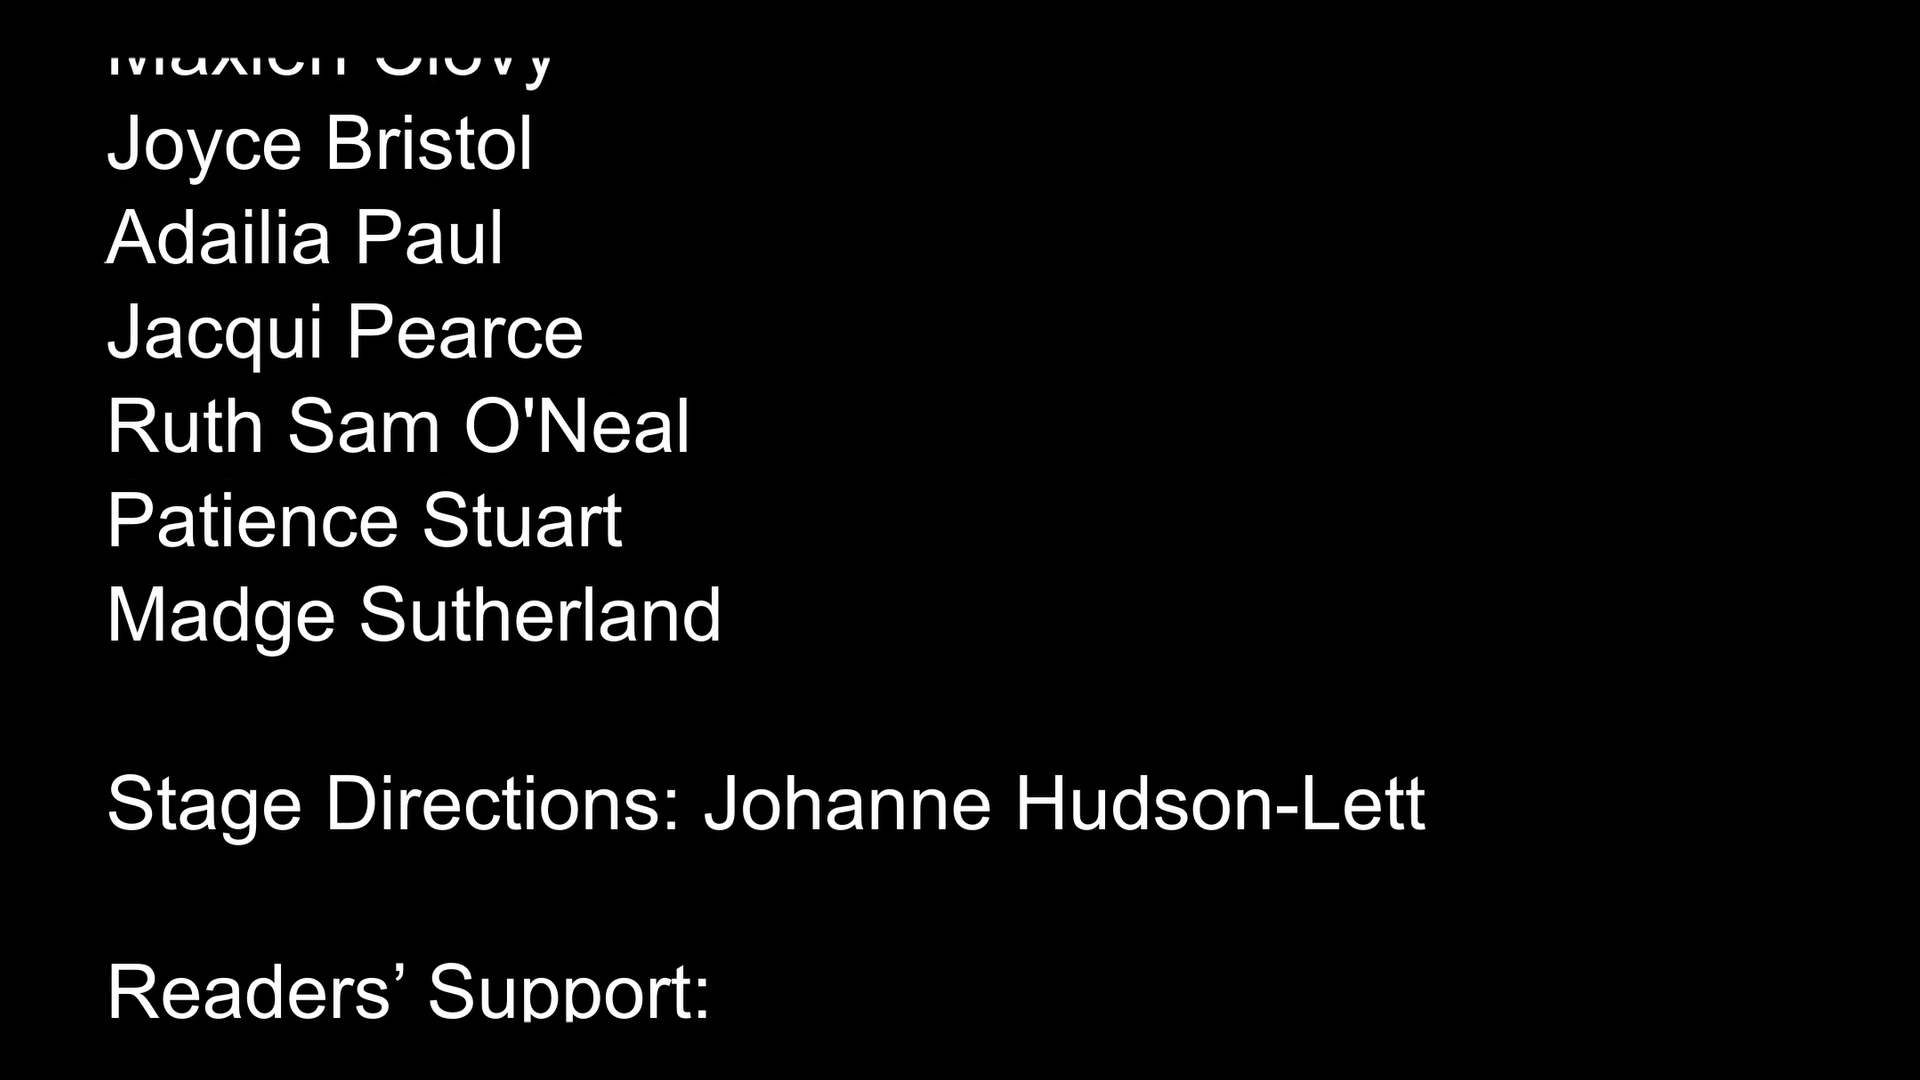 Joyce Bristol
Adailia Paul
Jacqui Pearce
Ruth Sam O'Neal
Patience Stuart
Madge Sutherland
Stage Directions: Johanne Hudson-Lett
Readers’ Support: